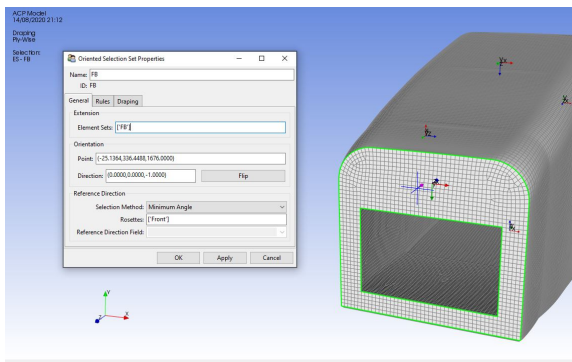 ACP Model
14/08/2020 21:12
Draping
Ply-Wise
Selection:
ES - FB
Oriented Selection Set Properties
Name: FB
ID: FB
General Rules Draping
Extension
Element Sets: ['FB']
Orientation
Point: (-25.1364,336.4488,1676.0000)
Direction: (0.0000,0.0000,-1.0000) Flip
Reference Direction
Selection Method: Minimum Angle
Rosettes: ['Front']
Reference Direction Field:
OK Apply Cancel
Y
X
Z